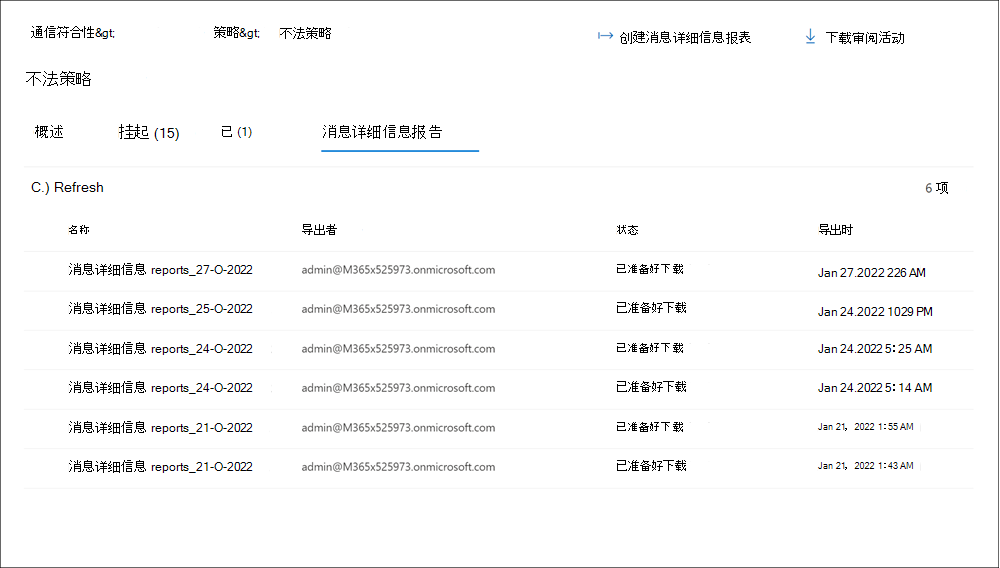 通信符合性&gt; 策略&gt; 不法策略 创建消息详细信息报表 下载审阅活动
不法策略
概述 挂起 (15) 已 (1) 消息详细信息报告
C.) Refresh 6 项
名称 导出者 状态 导出时
消息详细信息 reports_27-O-2022 admin@M365x525973.onmicrosoft.com 已准备好下载 Jan 27.2022 226 AM
消息详细信息 reports_25-O-2022 admin@M365x525973.onmicrosoft.com 已准备好下载 Jan 24.2022 1029 PM
消息详细信息 reports_24-O-2022 admin@M365x525973.onmicrosoft.com 已准备好下载 Jan 24.2022 5: 25 AM
消息详细信息 reports_24-O-2022 admin@M365x525973.onmicrosoft.com 已准备好下载 Jan 24.2022 5: 14 AM
消息详细信息 reports_21-O-2022 admin@M365x525973.onmicrosoft.com 已准备好下载 Jan 21, 2022 1:55 AM
消息详细信息 reports_21-O-2022 admin@M365x525973.onmicrosoft.com 已准备好下载 Jan 21, 2022 1:43 AM